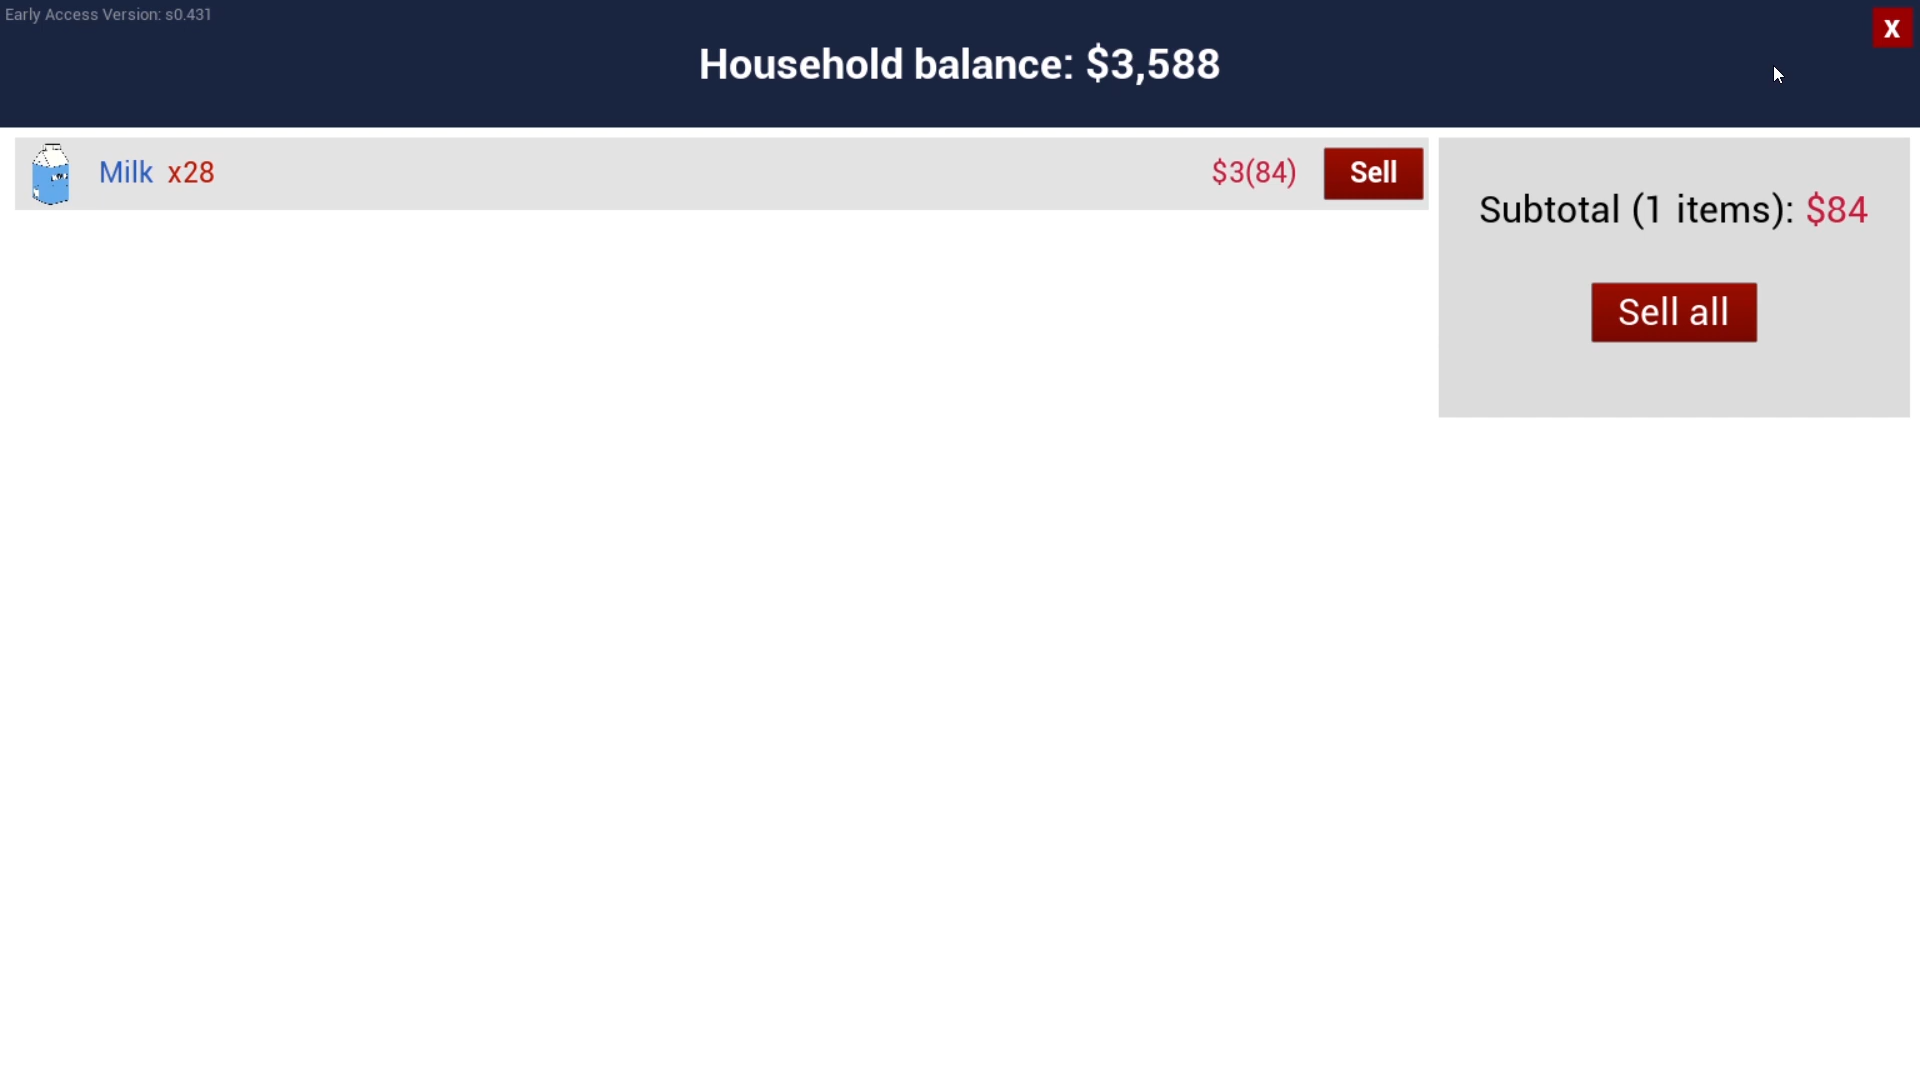 Early Access Version: s0.431
X
Household balance: $3,588
Milk x28 $3(84) Sell
Subtotal (1 items): $84
Sell all